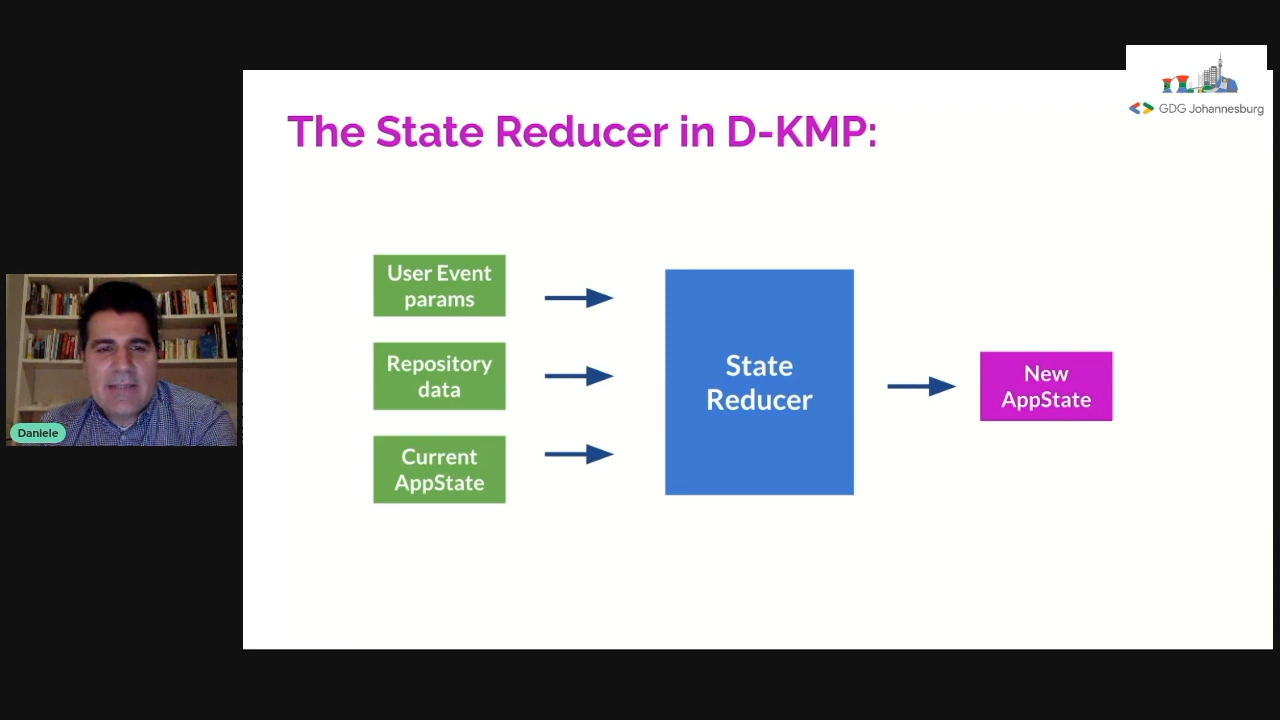 GDG Johannesburg
The State Reducer in D-KMP:
User Event
params
Repository
data
Current
AppState
State
Reducer
New
AppState
Daniele